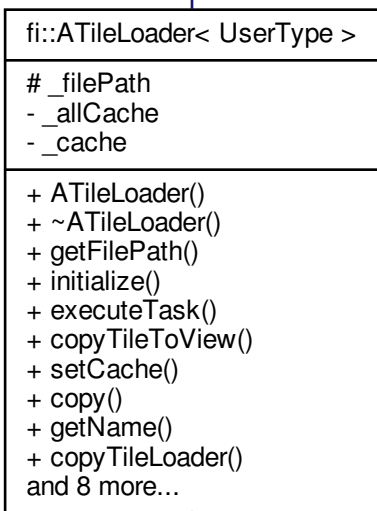 fi::ATileLoader< UserType >
# _filePath
- _allCache
- _cache
+ ATileLoader()
+ ~ATileLoader()
+ getFilePath()
+ initialize()
+ executeTask()
+ copyTileToView()
+ setCache()
+ copy()
+ getName()
+ copyTileLoader()
and 8 more...